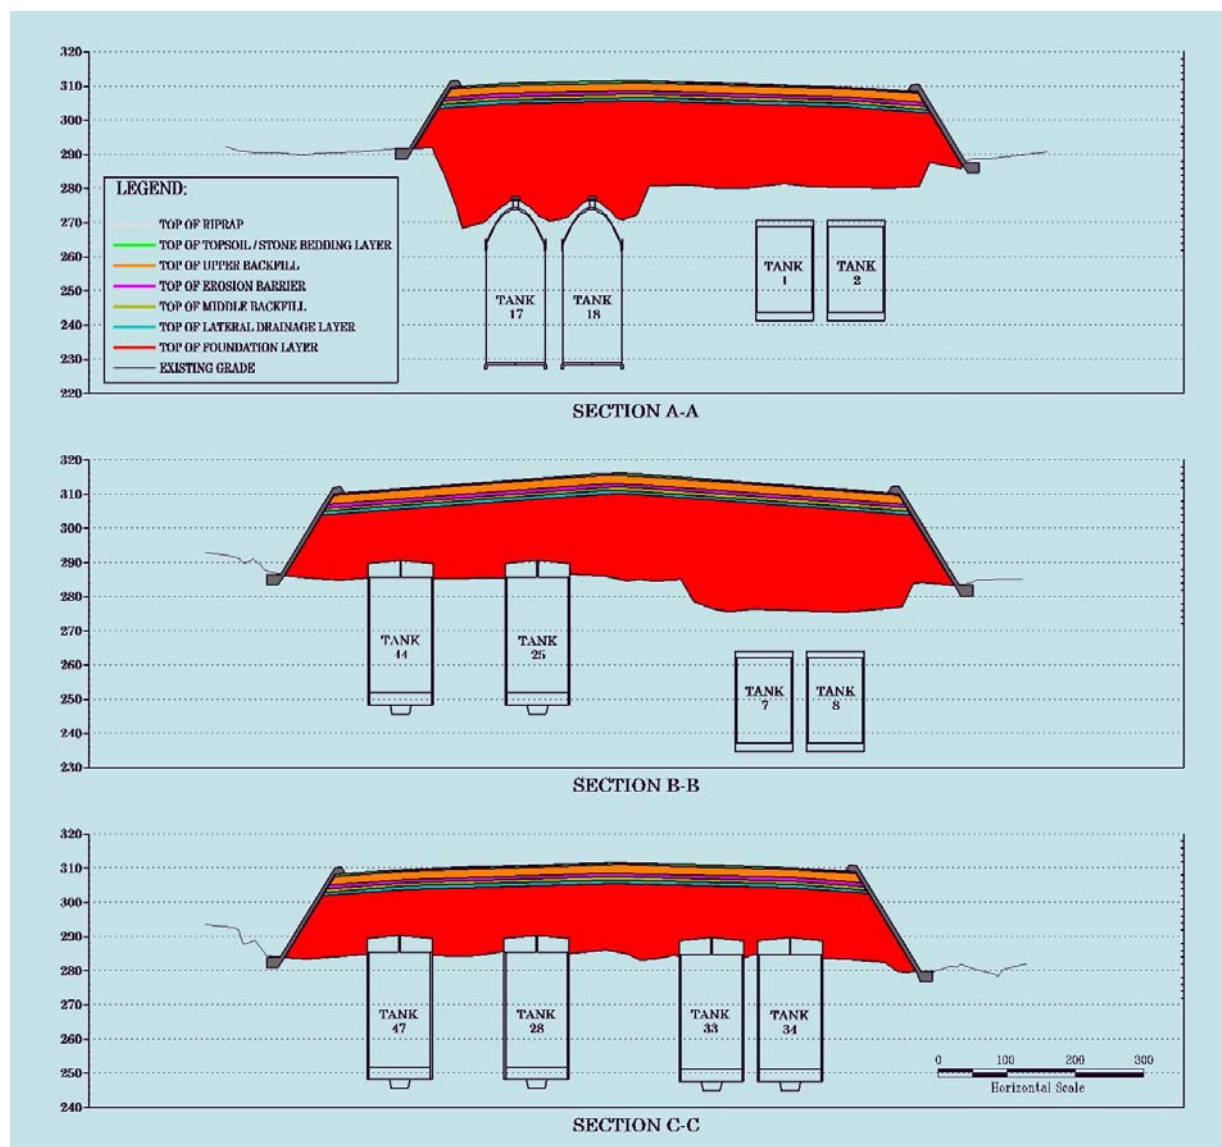 320
310
300
290
280
270
260
250
240
230
220
LEGEND:
TOP OF RIPRAP
TOP OF TOPSOIL / STONE BEDDING LAYER
TOP OF UPPER BACKFILL
TOP OF EROSION BARRIER
TOP OF MIDDLE BACKFILL
TOP OF LATERAL DRAINAGE LAYER
TOP OF FOUNDATION LAYER
EXISTING GRADE
TANK
17
TANK
18
TANK
1
TANK
2
SECTION A-A
320
310
300
290
280
270
260
250
240
230
TANK
44
TANK
25
TANK
7
TANK
8
SECTION B-B
320
310
300
290
280
270
260
250
240
TANK
47
TANK
28
TANK
33
TANK
34
0 100 200 300
Horizontal Scale
SECTION C-C